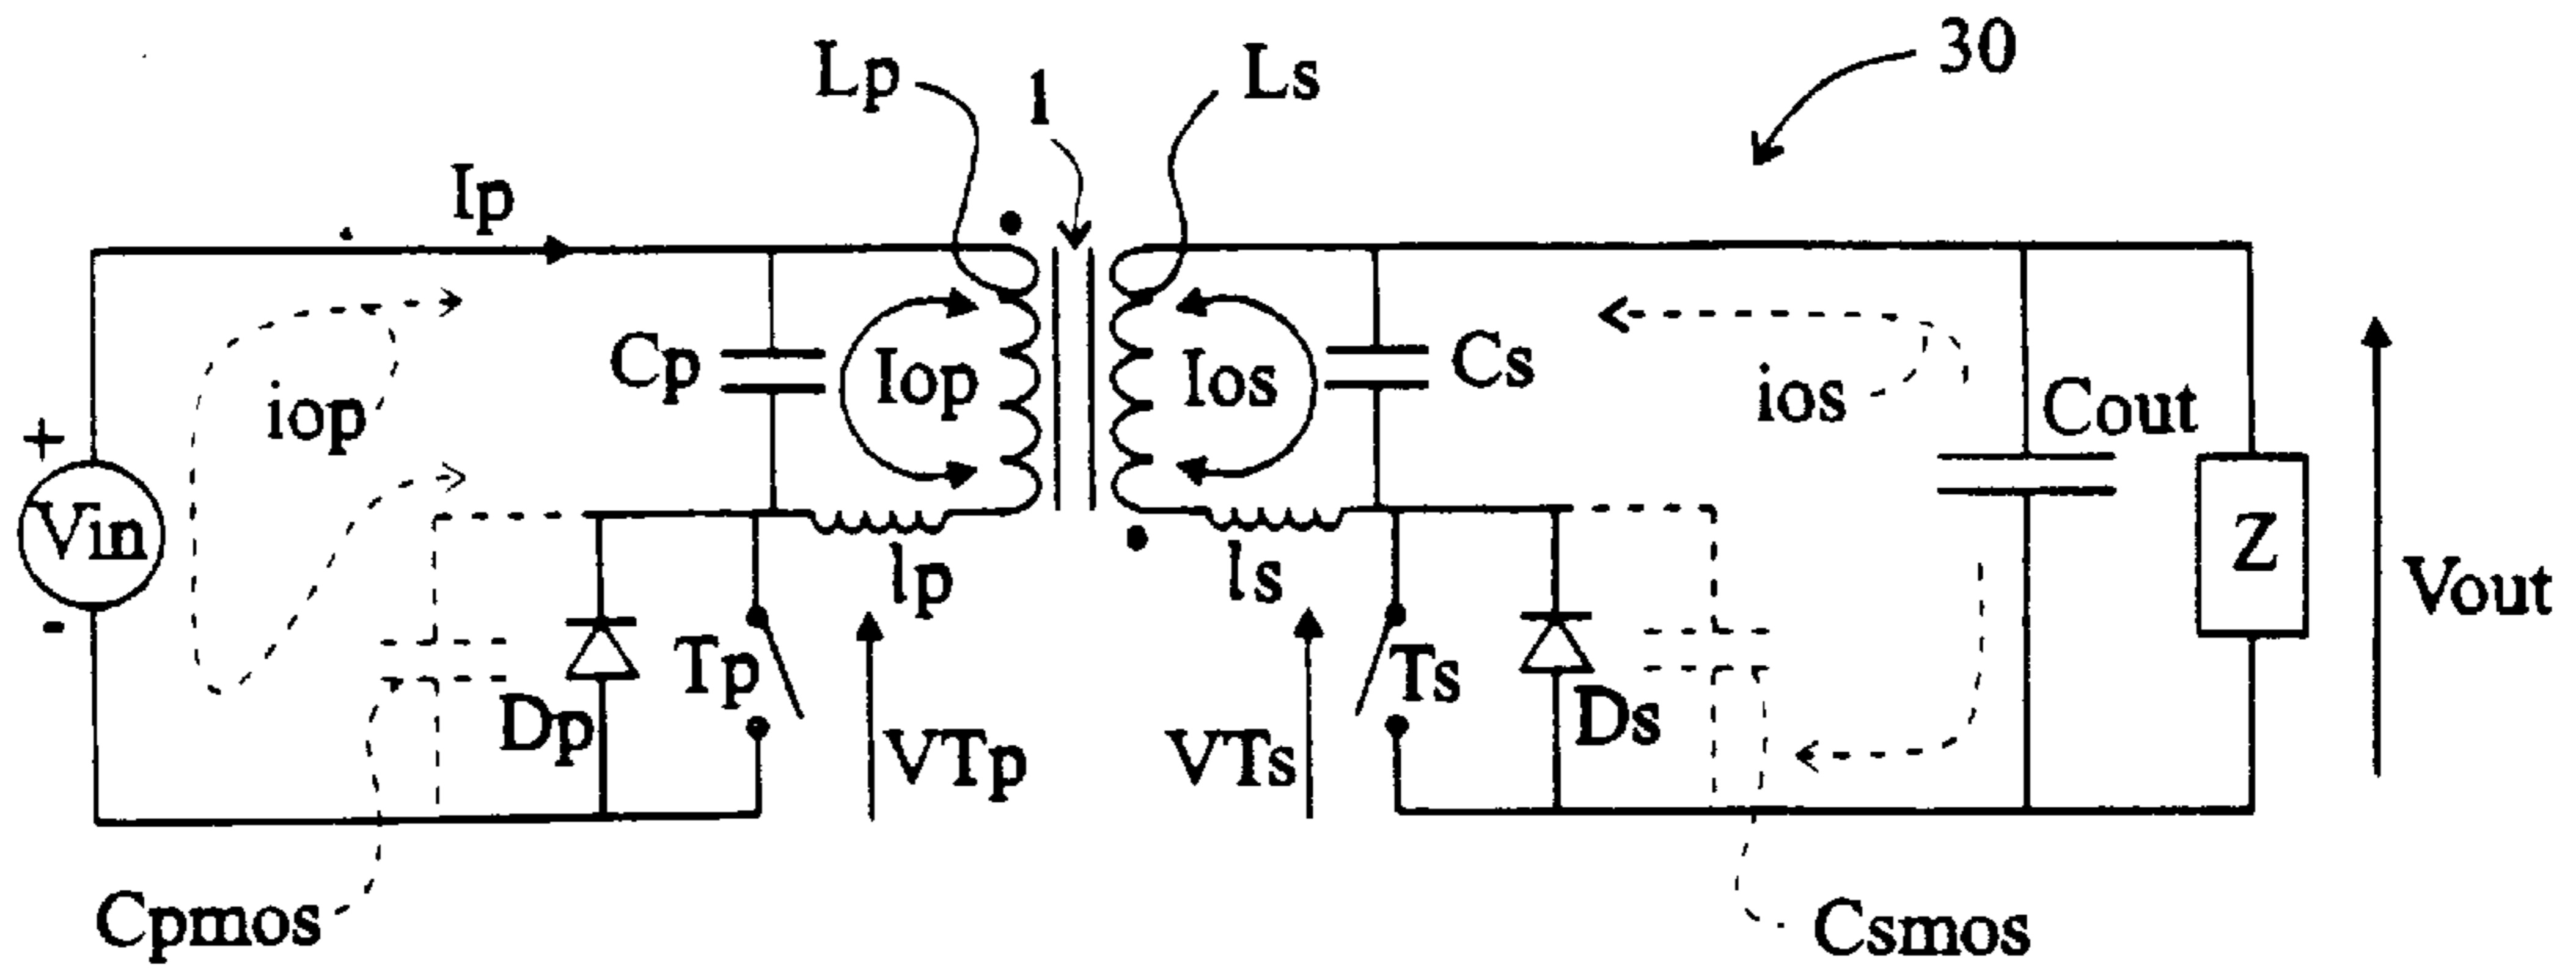 30
Lp
1
Ls
Ip
Cp
Iop
Ios
Cs
iop
ios
Cout
+
Vin
-
lp
ls
Z
Vout
Tp
Ts
Dp
Ds
VTp
VTs
Cpmos
Csmos